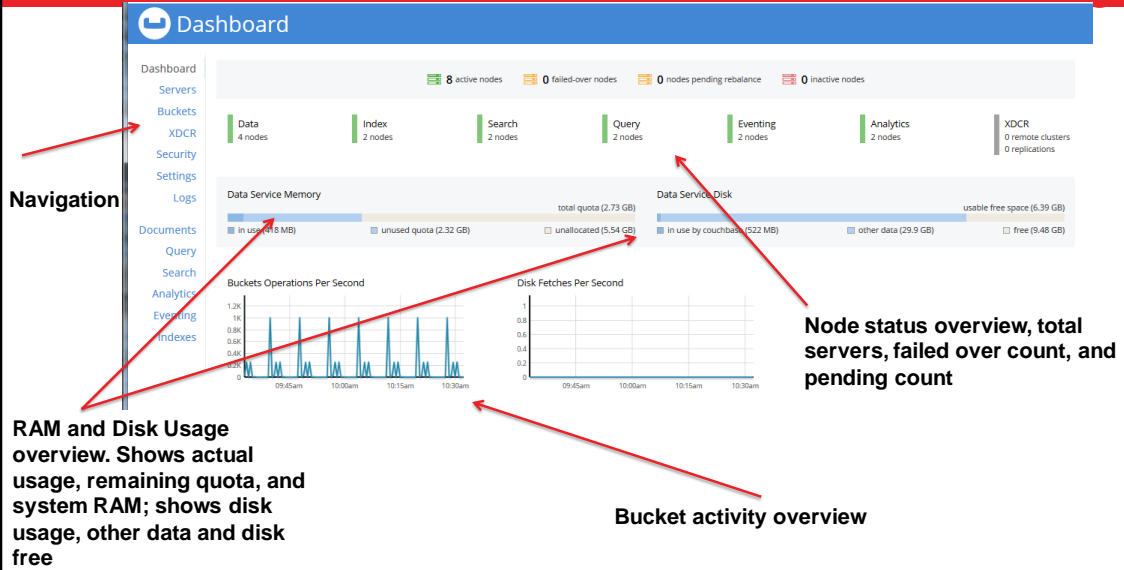 Dashboard
8 active nodes 0 failed-over nodes 0 nodes pending rebalance 0 inactive nodes
Dashboard
Servers
Buckets
XDCR
Security
Settings
Logs
Documents
Query
Search
Analytics
Eventing
Indexes
Data
4 nodes
Index
2 nodes
Search
2 nodes
Query
2 nodes
Eventing
2 nodes
Analytics
2 nodes
XDCR
0 remote clusters
0 replications
Data Service Memory
total quota (2.73 GB)
in use (418 MB) unused quota (2.32 GB) unallocated (5.54 GB)
Data Service Disk
usable free space (6.39 GB)
in use by couchbase (522 MB) other data (29.9 GB) free (9.48 GB)
Buckets Operations Per Second
1.2K
1K
0.8K
0.6K
0.4K
0.2K
0
09:45am 10:00am 10:15am 10:30am
Disk Fetches Per Second
1
0.8
0.6
0.4
0.2
0
09:45am 10:00am 10:15am 10:30am
Navigation
Node status overview, total
servers, failed over count, and
pending count
RAM and Disk Usage
overview. Shows actual
usage, remaining quota, and
system RAM; shows disk
usage, other data and disk
free
Bucket activity overview